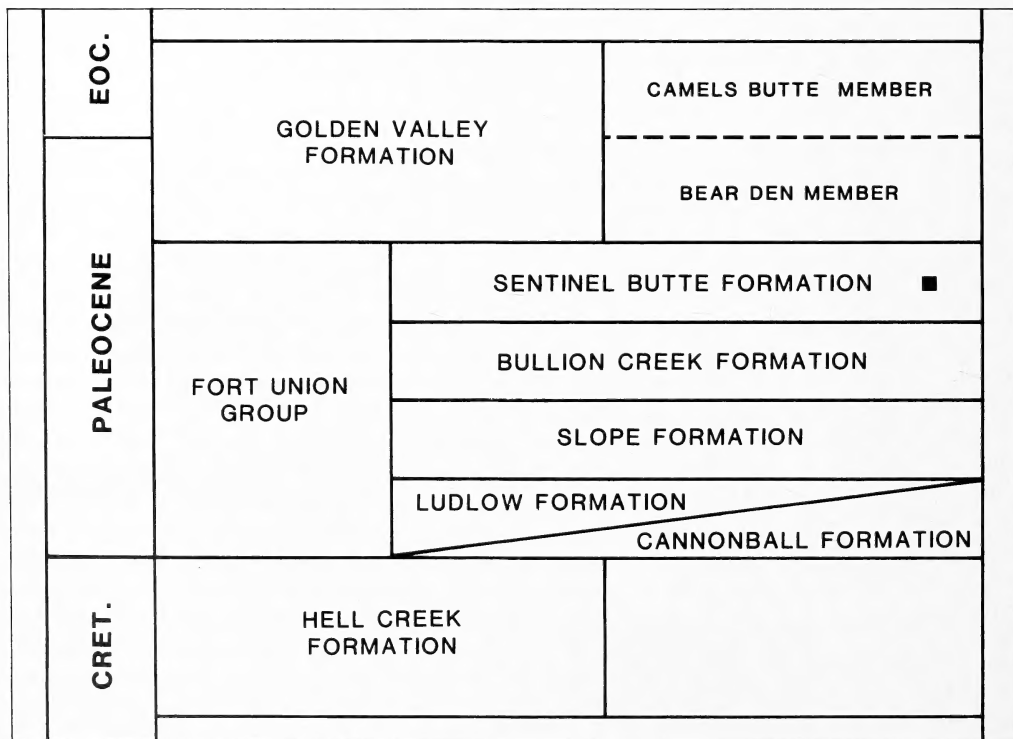 EOC.
CAMELS BUTTE MEMBER
GOLDEN VALLEY
FORMATION
BEAR DEN MEMBER
PALEOCENE
SENTINEL BUTTE FORMATION ■
BULLION CREEK FORMATION
FORT UNION
GROUP
SLOPE FORMATION
LUDLOW FORMATION
CANNONBALL FORMATION
CRET.
HELL CREEK
FORMATION